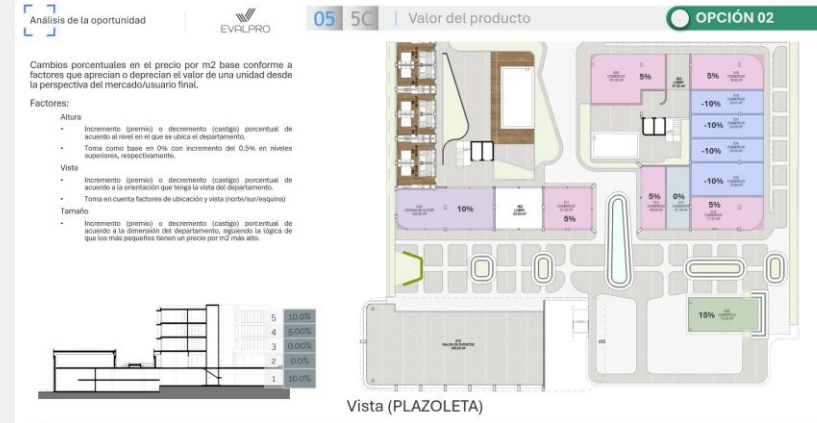 Análisis de la oportunidad
EVALPRO
05 5C | Valor del producto
OPCIÓN 02
Cambios porcentuales en el precio por m2 base conforme a
factores que aprecian o deprecian el valor de una unidad desde
la perspectiva del mercado/usuario final.
Factores:
Altura
• Incremento (premio) o decremento (castigo) porcentual de
acuerdo al nivel en el que se ubica el departamento.
• Toma como base en 0% con incremento del 0.5% en niveles
superiores, respectivamente.
Vista
• Incremento (premio) o decremento (castigo) porcentual de
acuerdo a la orientación que tenga la vista del departamento.
• Toma en cuenta factores de ubicación y vista (norte/sur/esquina)
Tamaño
• Incremento (premio) o decremento (castigo) porcentual de
acuerdo a la dimensión del departamento, siguiendo la lógica de
que los más pequeños tienen un precio por m2 más alto.
5 10.0%
4 5.00%
3 0.00%
2 0.0%
1 10.0%
5%
5%
-10%
-10%
-10%
-10%
5%
0%
5%
10%
LOBBY
5%
15%
SALON DE EVENTOS
Vista (PLAZOLETA)